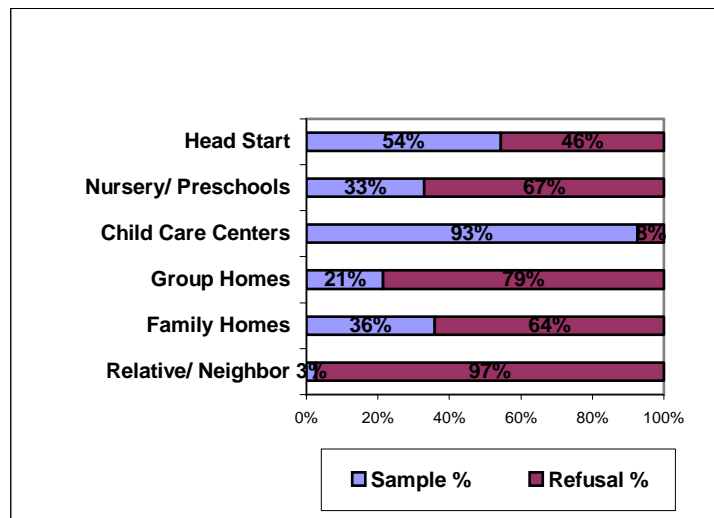 Head Start 54% 46%
Nursery/ Preschools 33% 67%
Child Care Centers 93% 8%
Group Homes 21% 79%
Family Homes 36% 64%
Relative/ Neighbor 3% 97%
0% 20% 40% 60% 80% 100%
Sample % Refusal %